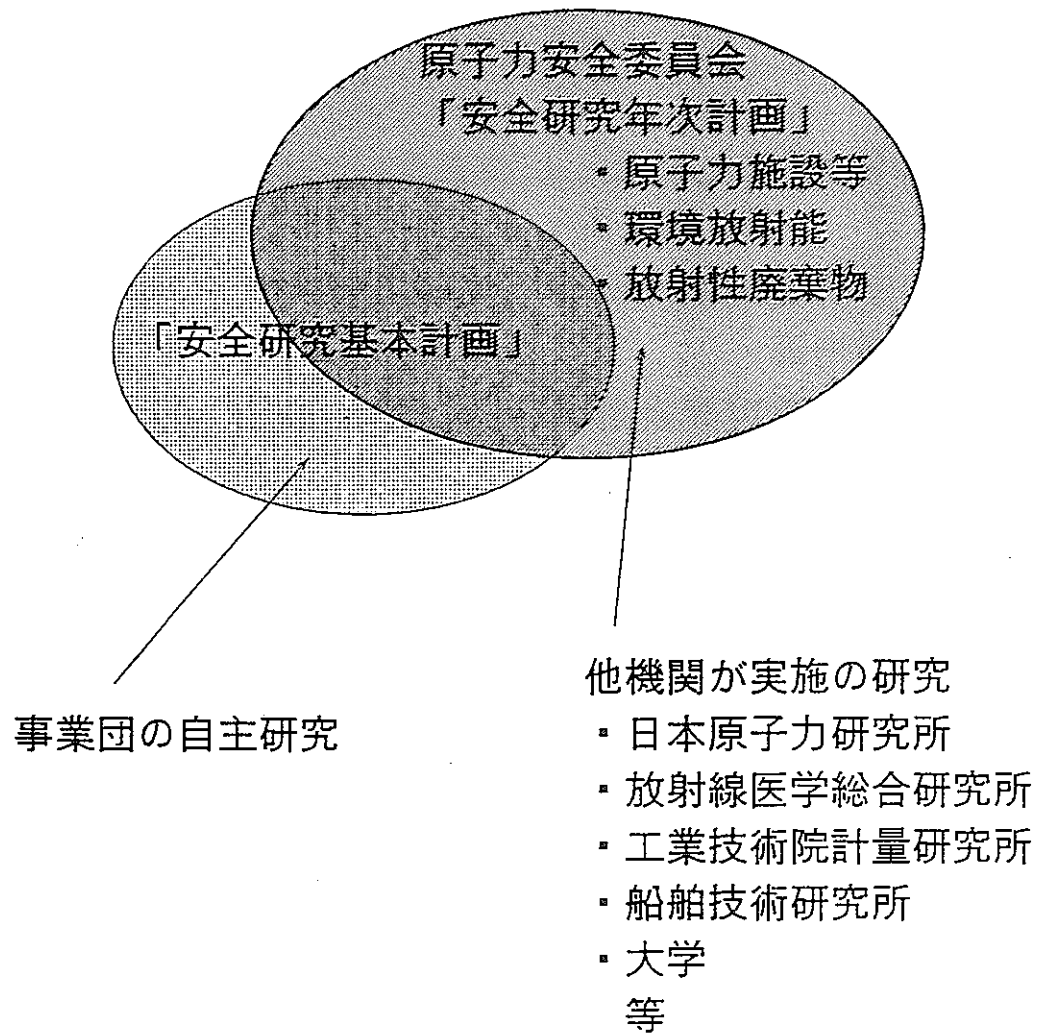 原子力安全委員会
「安全研究年次計画」
・原子力施設等
・環境放射能
・放射性廃棄物
「安全研究基本計画」
事業団の自主研究
他機関が実施の研究
・日本原子力研究所
・放射線医学総合研究所
・工業技術院計量研究所
・船舶技術研究所
・大学
等